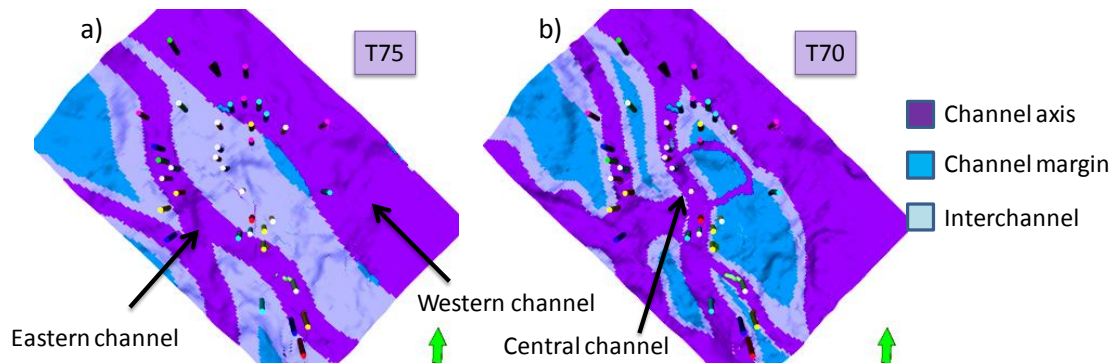 a)
T75
b)
T70
Channel axis
Channel margin
Interchannel
Western channel
Eastern channel
Central channel